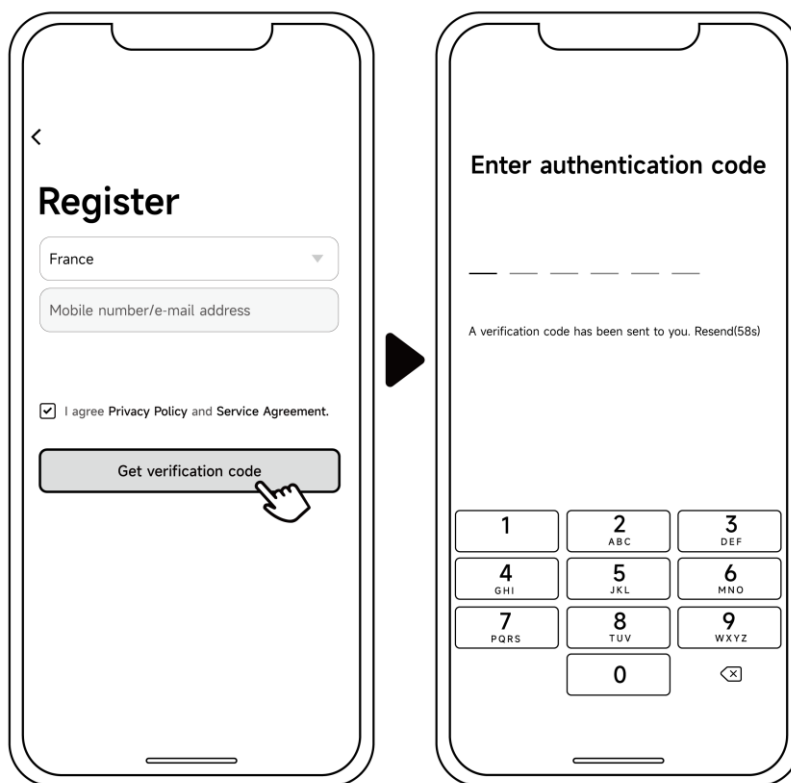 Register
France
Mobile number/e-mail address
I agree Privacy Policy and Service Agreement.
Get verification code
Enter authentication code
A verification code has been sent to you. Resend(58s)
1
2
ABC
3
DEF
4
GHI
5
JKL
6
MNO
7
PQRS
8
TUV
9
WXYZ
0